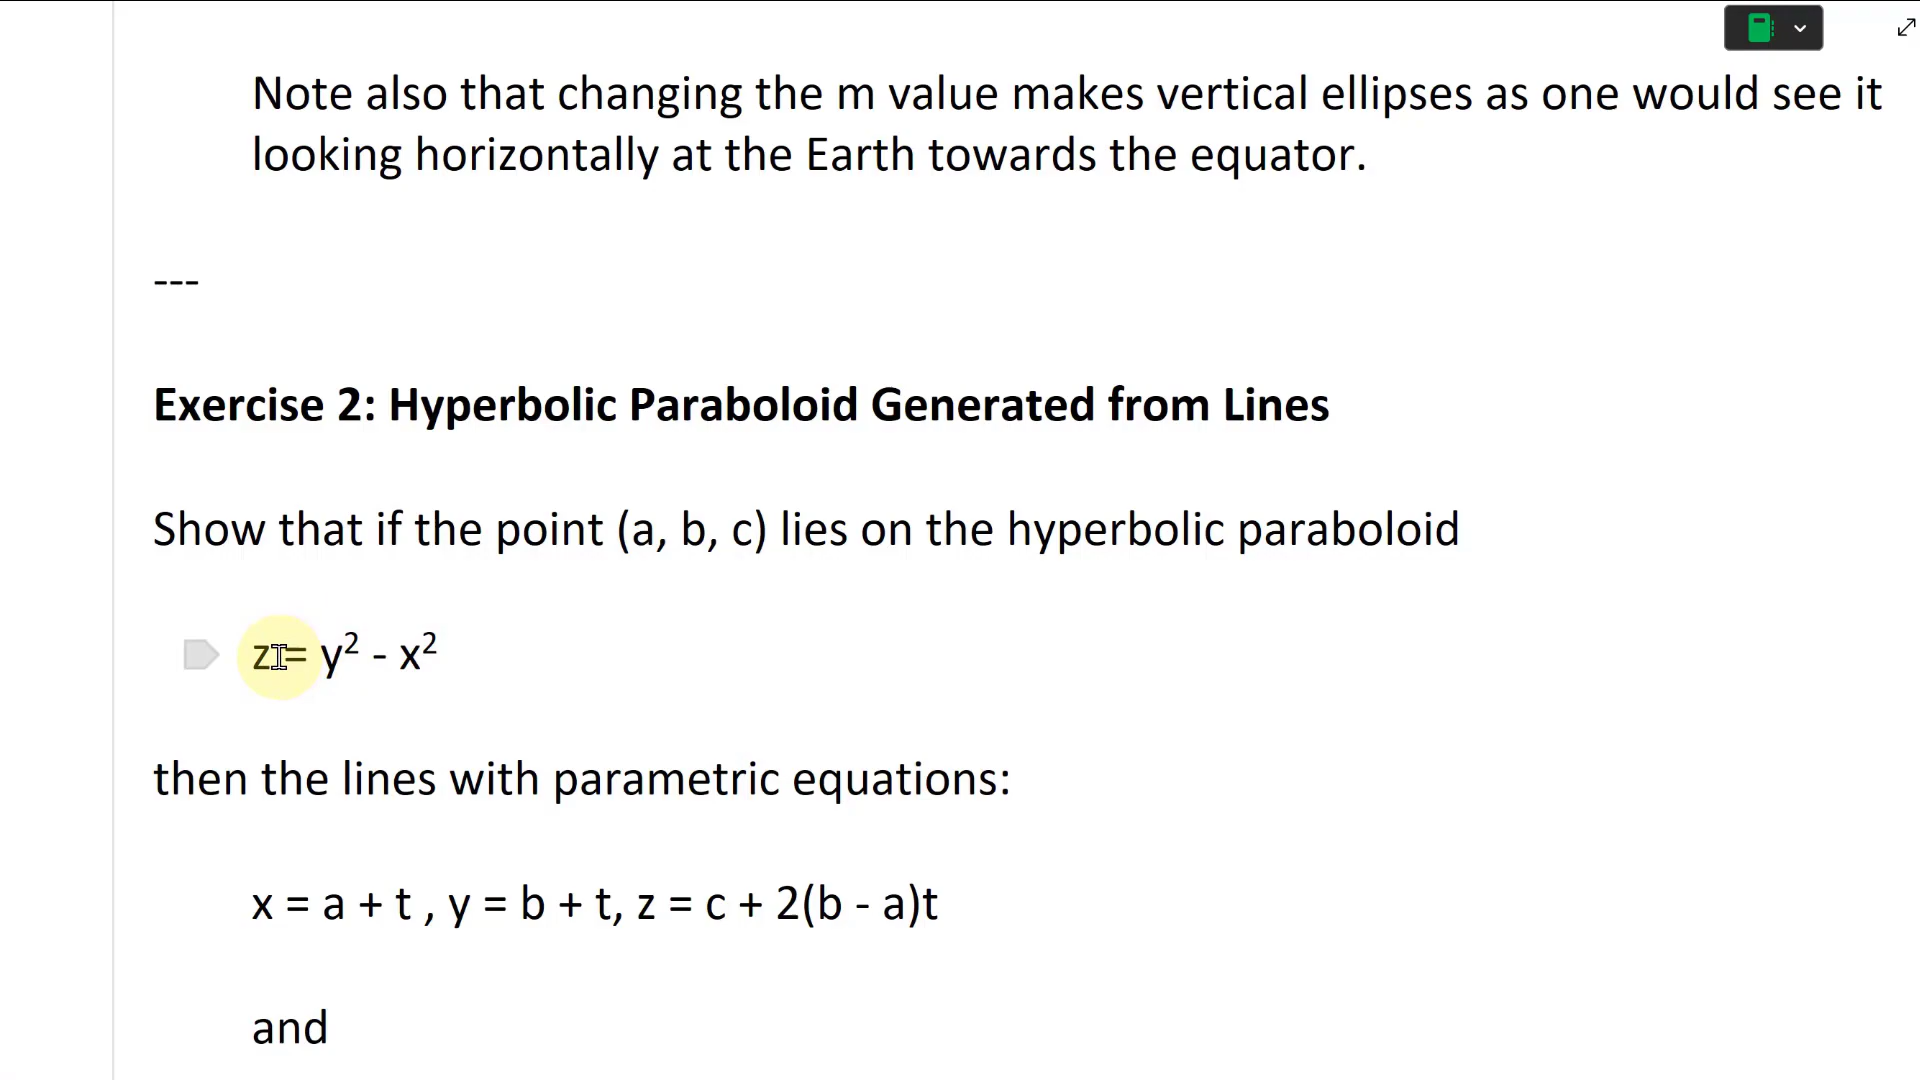 Note also that changing the m value makes vertical ellipses as one would see it
looking horizontally at the Earth towards the equator.
---
Exercise 2: Hyperbolic Paraboloid Generated from Lines
Show that if the point (a, b, c) lies on the hyperbolic paraboloid
z = y² - x²
then the lines with parametric equations:
x = a + t , y = b + t, z = c + 2(b - a)t
and